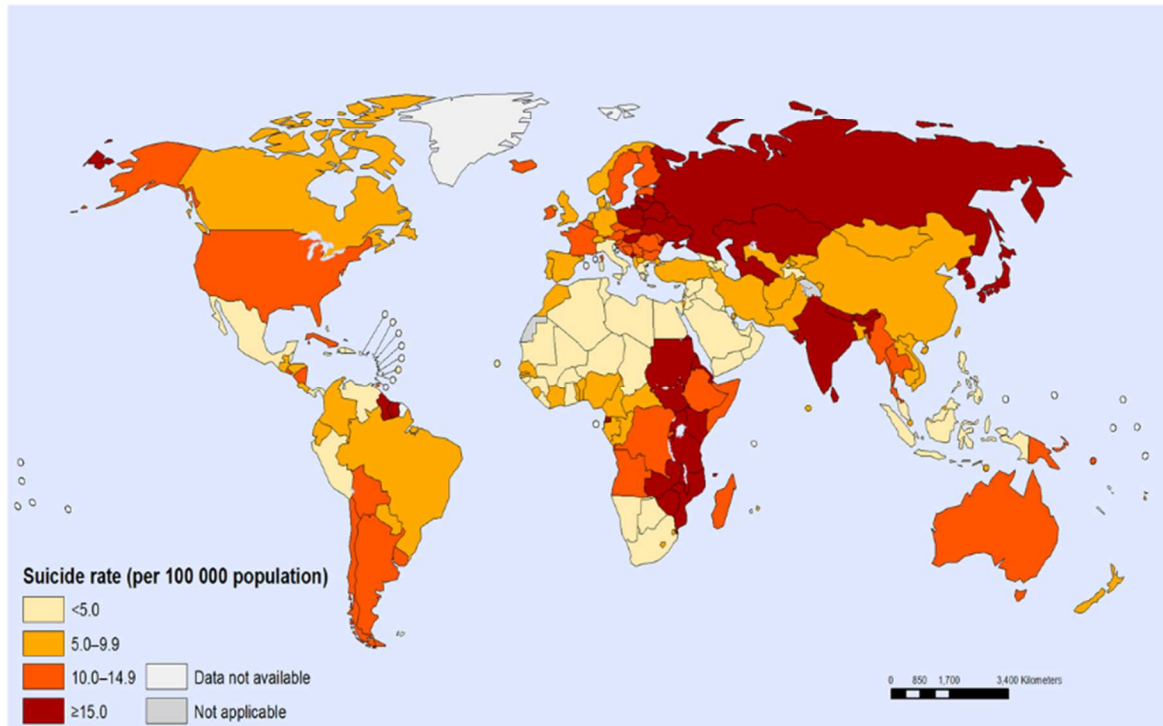 Suicide rate (per 100 000 population)
<5.0
5.0–9.9
10.0–14.9
≥15.0
Data not available
Not applicable
0 850 1,700 3,400 Kilometers